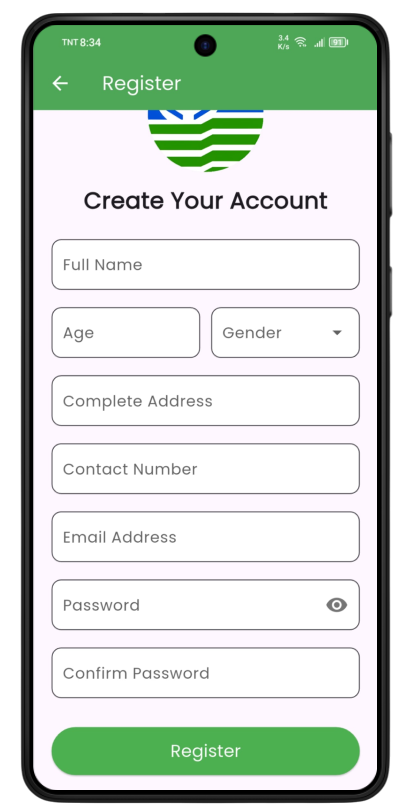 TNT 8:34
3.4
K/s
91
Register
Create Your Account
Full Name
Age
Gender
Complete Address
Contact Number
Email Address
Password
Confirm Password
Register